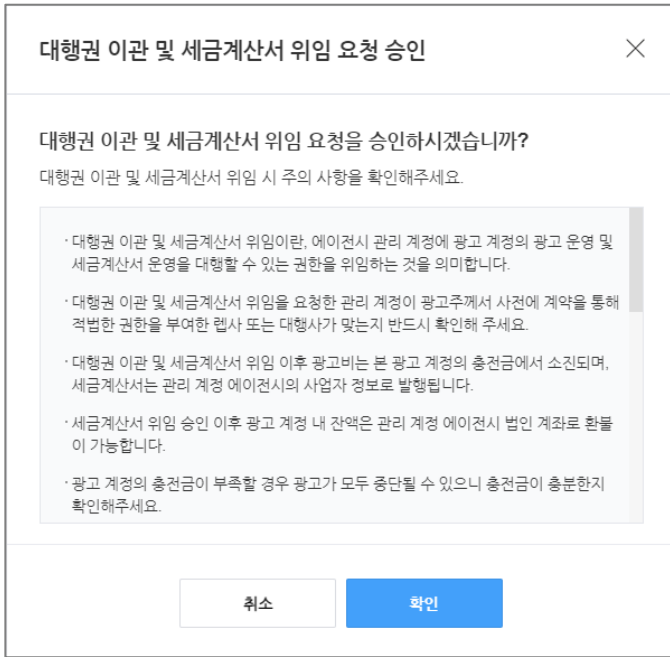 대행권 이관 및 세금계산서 위임 요청 승인
대행권 이관 및 세금계산서 위임 요청을 승인하시겠습니까?
대행권 이관 및 세금계산서 위임 시 주의 사항을 확인해주세요.
· 대행권 이관 및 세금계산서 위임이란, 에이전시 관리 계정에 광고 계정의 광고 운영 및
세금계산서 운영을 대행할 수 있는 권한을 위임하는 것을 의미합니다.
· 대행권 이관 및 세금계산서 위임을 요청한 관리 계정이 광고주께서 사전에 계약을 통해
적법한 권한을 부여한 렙사 또는 대행사가 맞는지 반드시 확인해 주세요.
· 대행권 이관 및 세금계산서 위임 이후 광고비는 본 광고 계정의 충전금에서 소진되며,
세금계산서는 관리 계정 에이전시의 사업자 정보로 발행됩니다.
· 세금계산서 위임 승인 이후 광고 계정 내 잔액은 관리 계정 에이전시 법인 계좌로 환불
이 가능합니다.
· 광고 계정의 충전금이 부족할 경우 광고가 모두 중단될 수 있으니 충전금이 충분한지
확인해주세요.
취소
확인